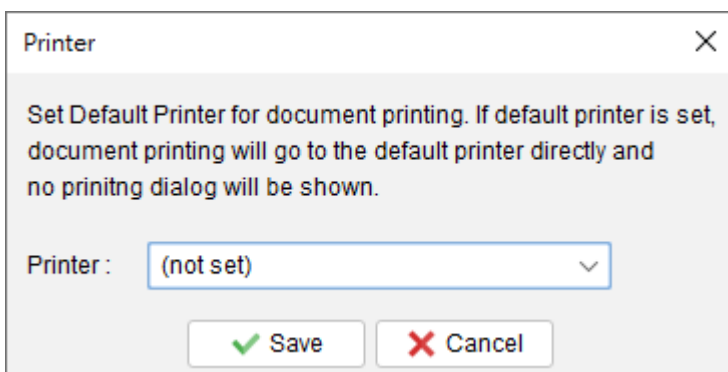 Printer
Set Default Printer for document printing. If default printer is set,
document printing will go to the default printer directly and
no prinitng dialog will be shown.
Printer : (not set)
Save Cancel